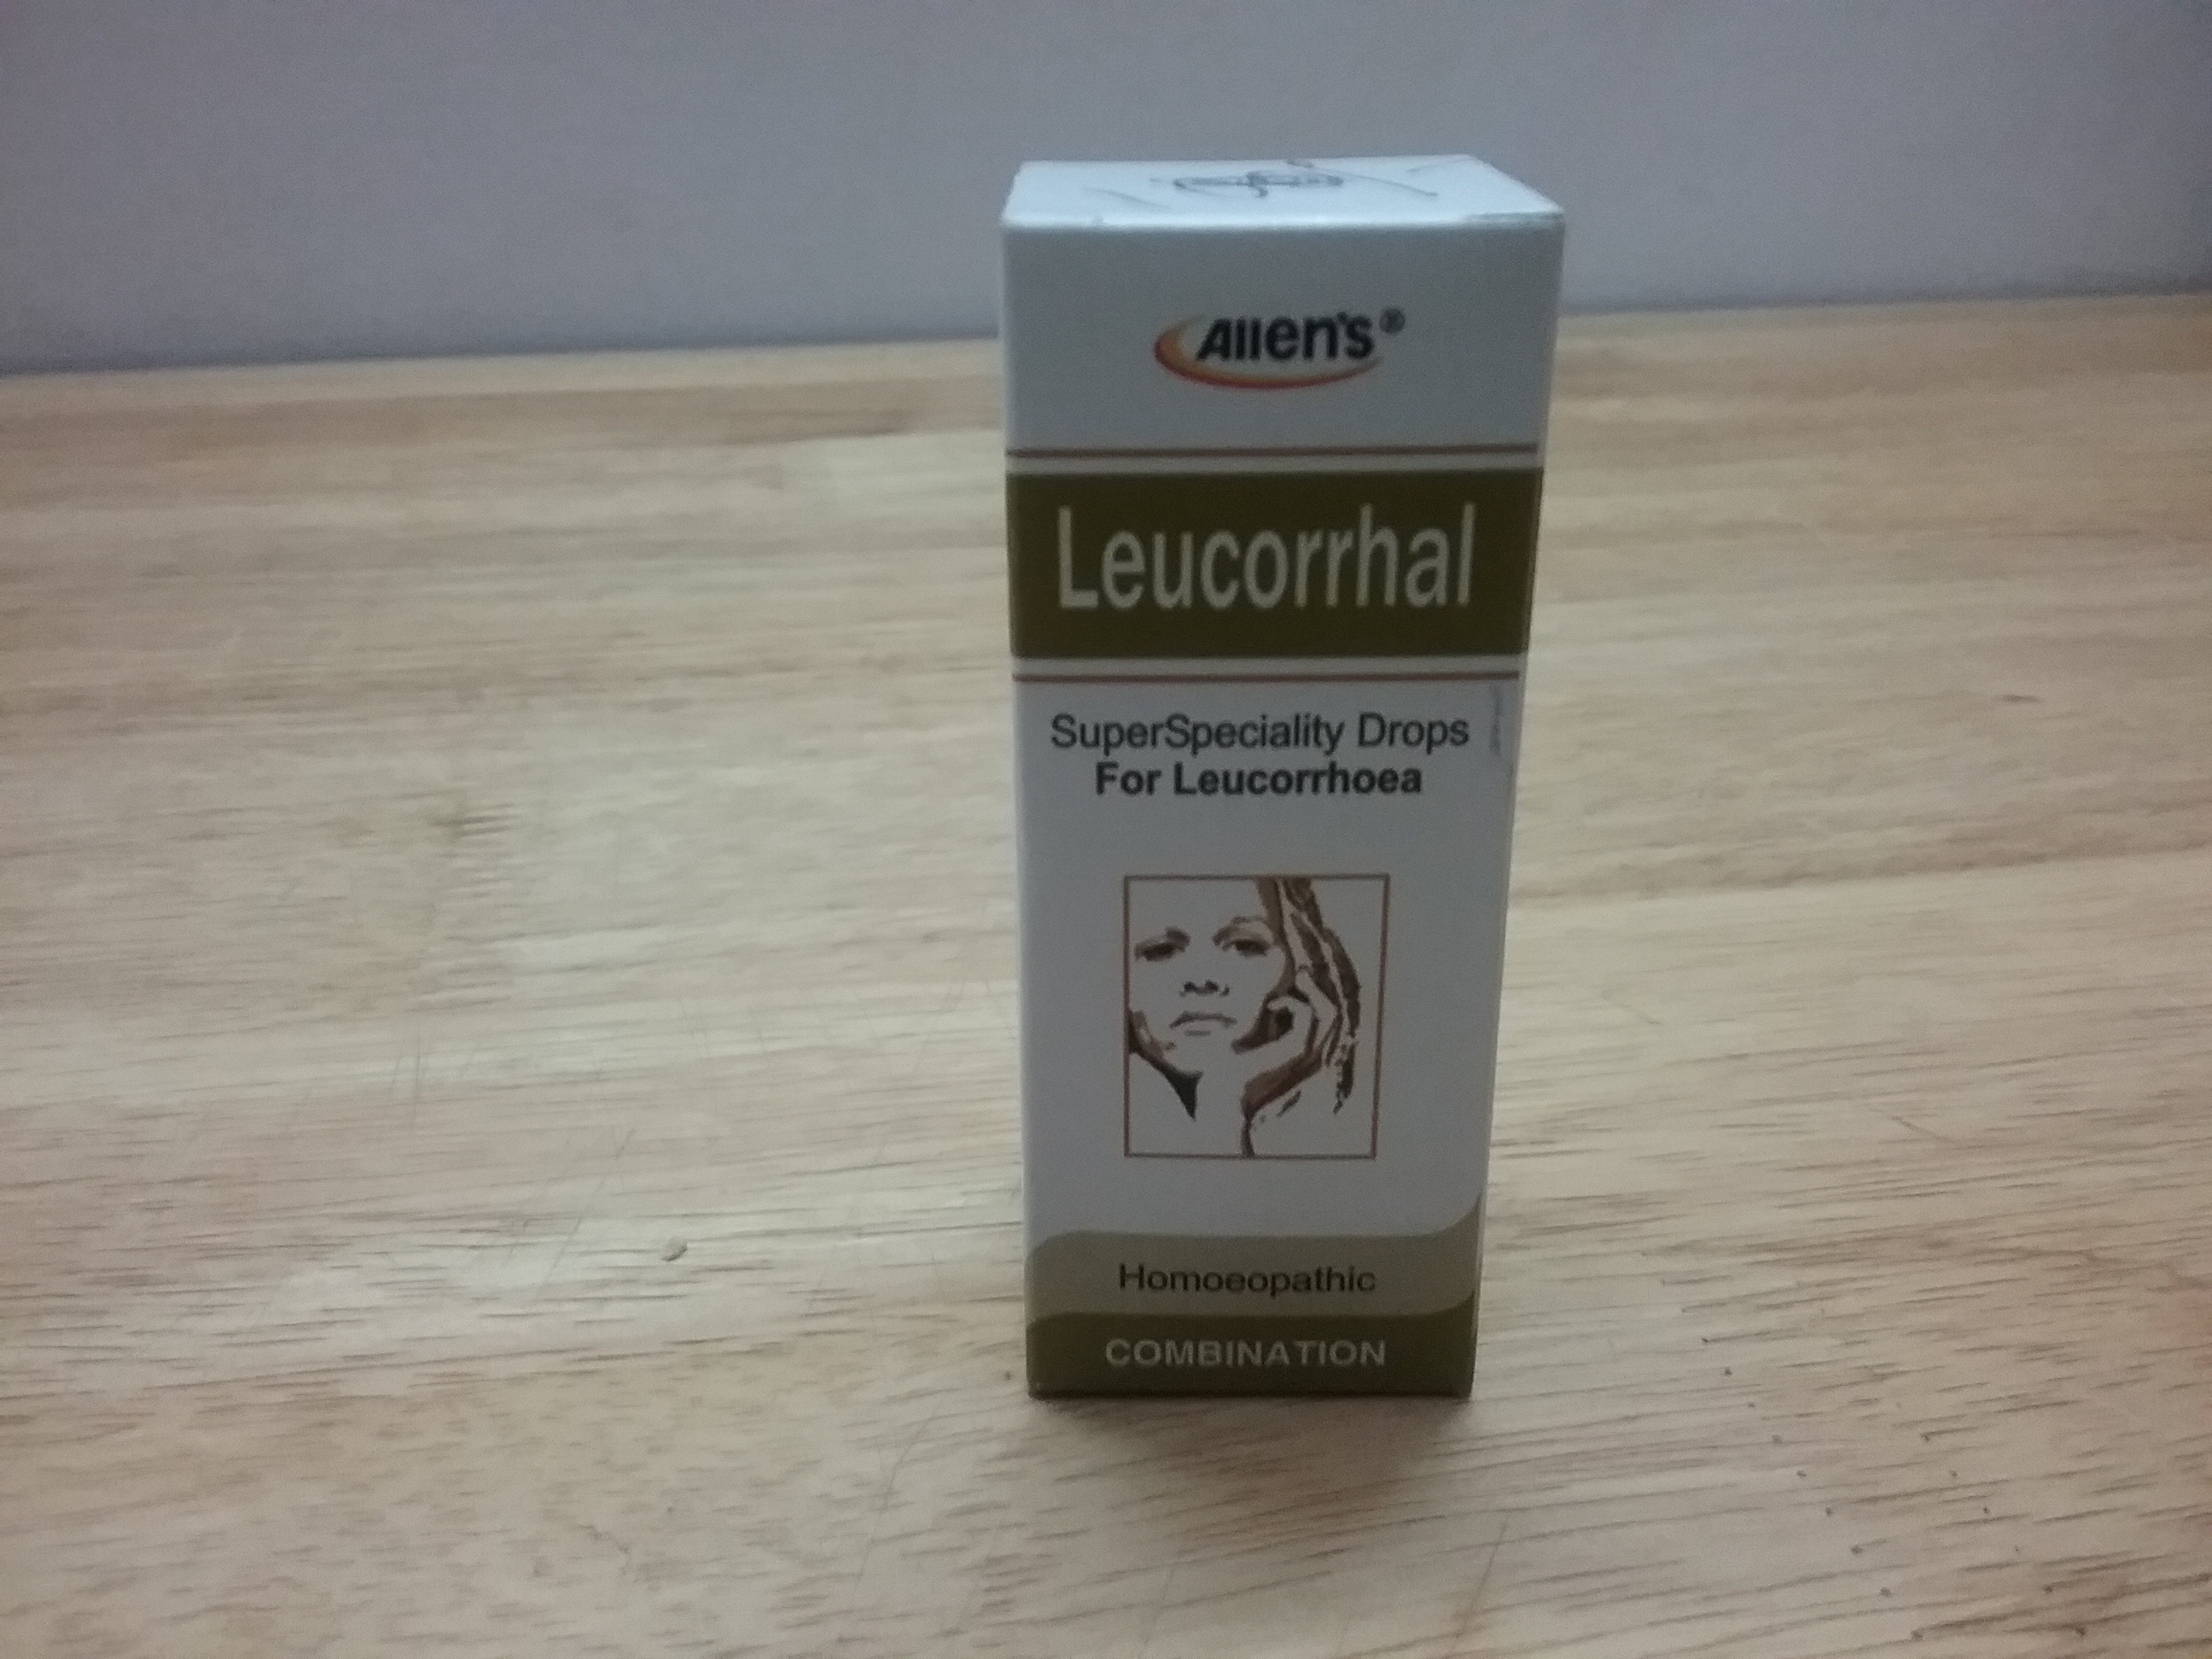 Allen's®
Leucorrhal
SuperSpeciality Drops
For Leucorrhoea
Homoeopathic
COMBINATION